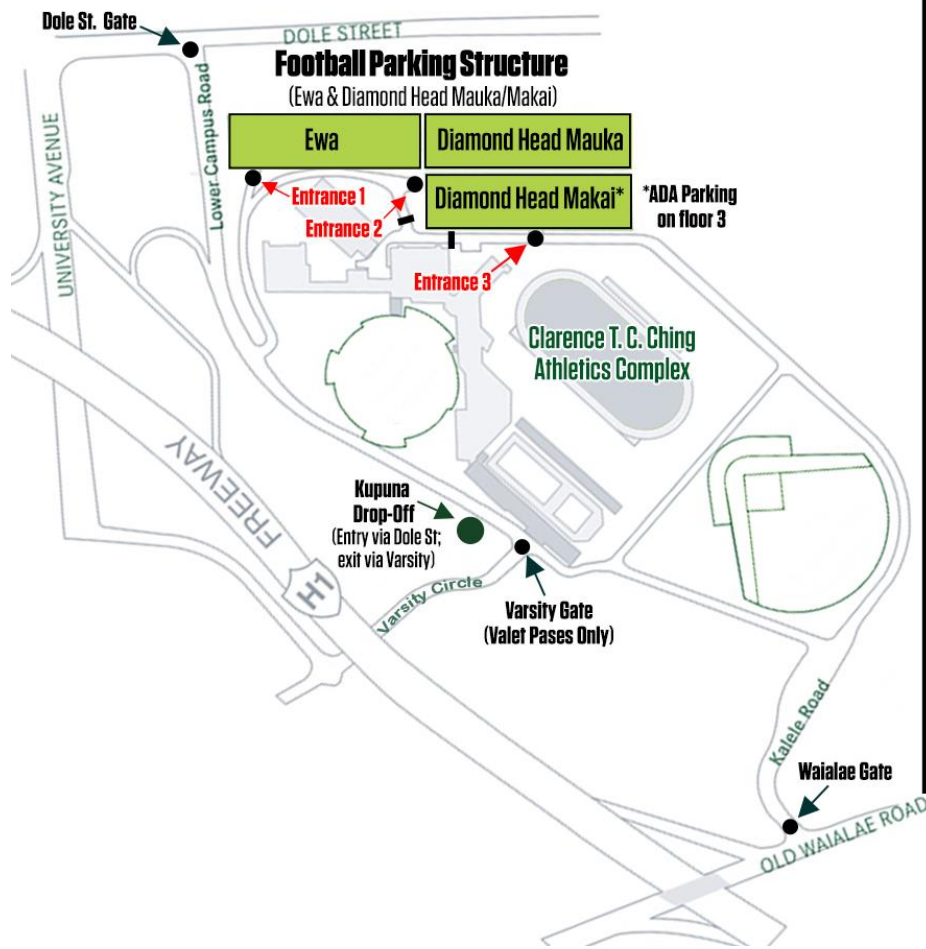 Dole St. Gate
DOLE STREET
Football Parking Structure
(Ewa & Diamond Head Mauka/Makai)
Ewa
Diamond Head Mauka
Diamond Head Makai*
*ADA Parking
on floor 3
Entrance 1
Entrance 2
Entrance 3
UNIVERSITY AVENUE
Lower Campus Road
Clarence T. C. Ching
Athletics Complex
FREEWAY
H1
Kupuna
Drop-Off
(Entry via Dole St;
exit via Varsity)
Varsity Circle
Varsity Gate
(Valet Pases Only)
Kalele Road
Waialae Gate
OLD WAIALAE ROAD